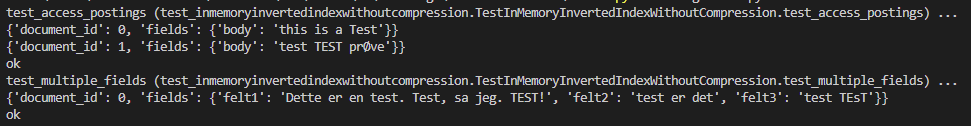 test_access_postings (test_inmemoryinvertedindexwithoutcompression.TestInMemoryInvertedIndexWithoutCompression.test_access_postings) ...
{'document_id': 0, 'fields': {'body': 'this is a Test'}}
{'document_id': 1, 'fields': {'body': 'test TEST prØve'}}
ok
test_multiple_fields (test_inmemoryinvertedindexwithoutcompression.TestInMemoryInvertedIndexWithoutCompression.test_multiple_fields) ...
{'document_id': 0, 'fields': {'felt1': 'Dette er en test. Test, sa jeg. TEST!', 'felt2': 'test er det', 'felt3': 'test TEsT'}}
ok